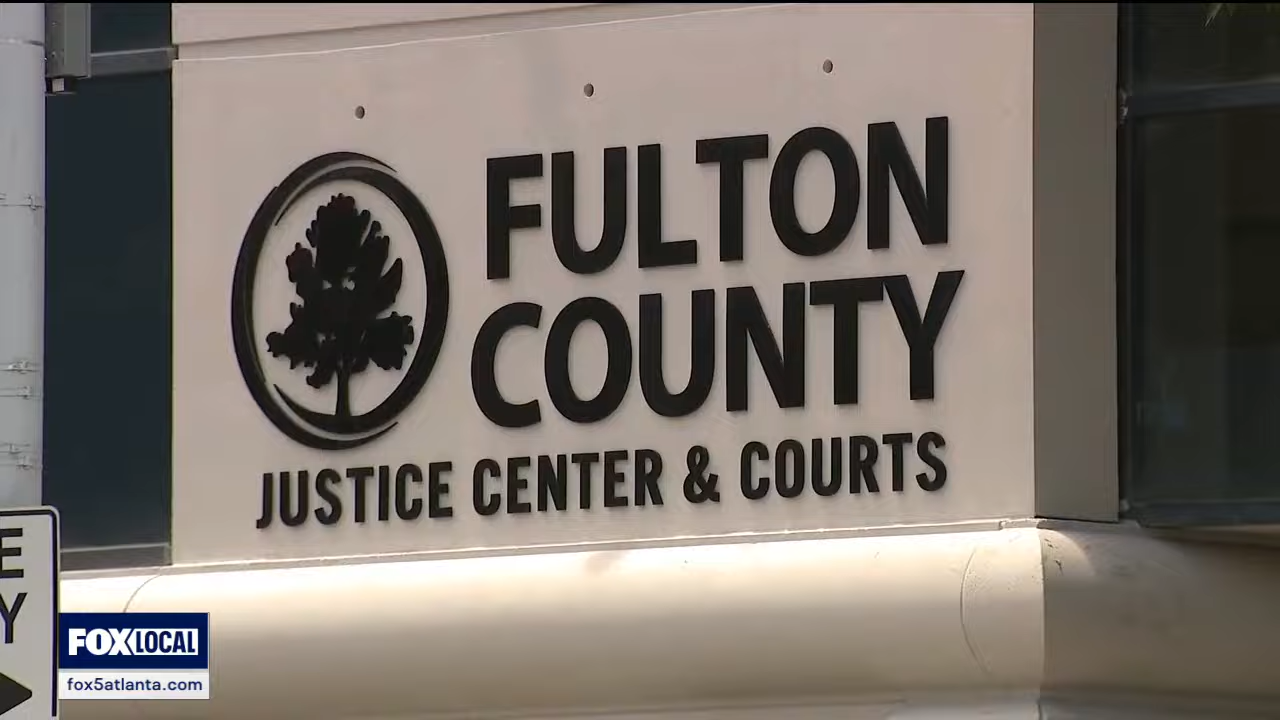 FULTON
COUNTY
JUSTICE CENTER & COURTS
E
Y
FOX LOCAL
fox5atlanta.com